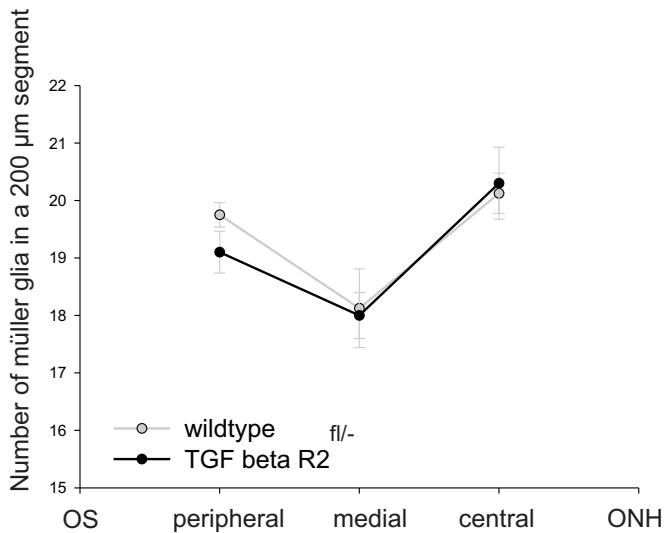 Number of müller glia in a 200 µm segment
22
21
20
19
18
17
16
15
wildtype
fl/-
TGF beta R2
OS peripheral medial central ONH